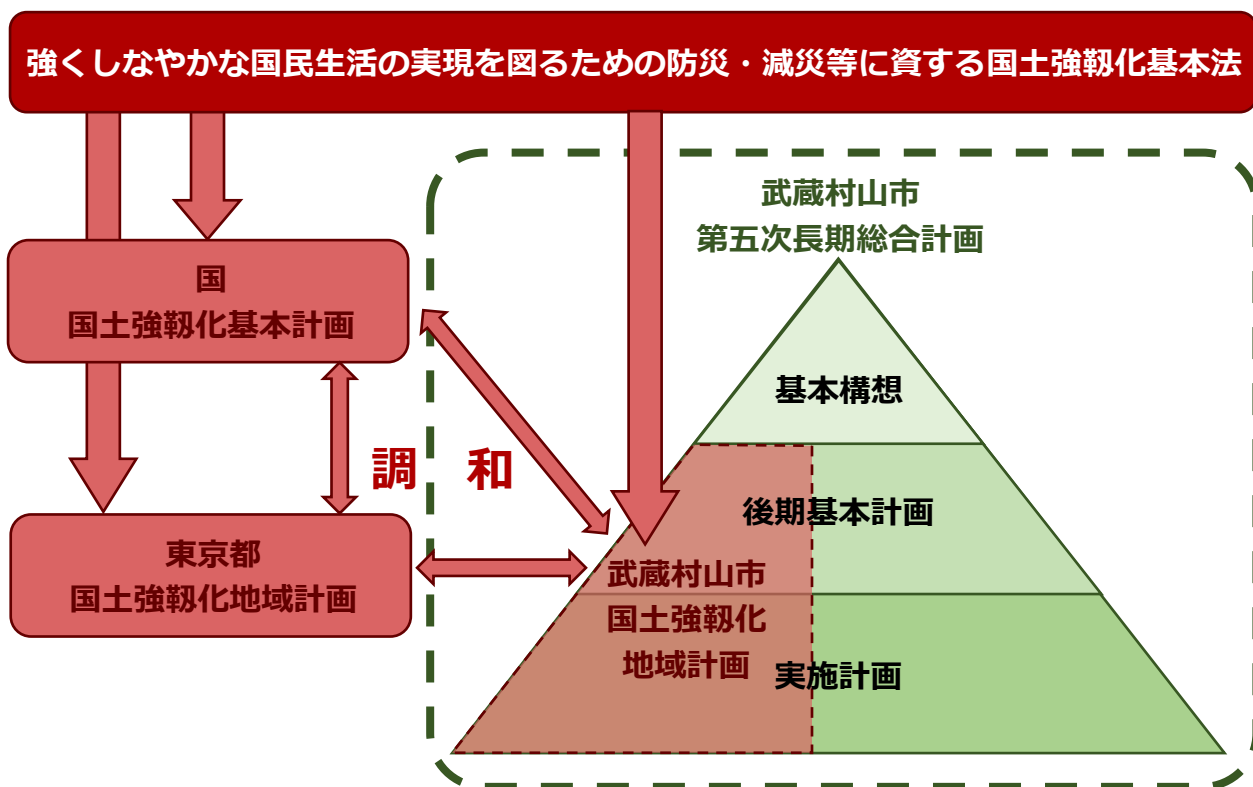 強くしなやかな国民生活の実現を図るための防災・減災等に資する国土強靱化基本法
武蔵村山市
第五次長期総合計画
国
国土強靱化基本計画
基本構想
調 和
後期基本計画
東京都
国土強靱化地域計画
武蔵村山市
国土強靱化
地域計画
実施計画